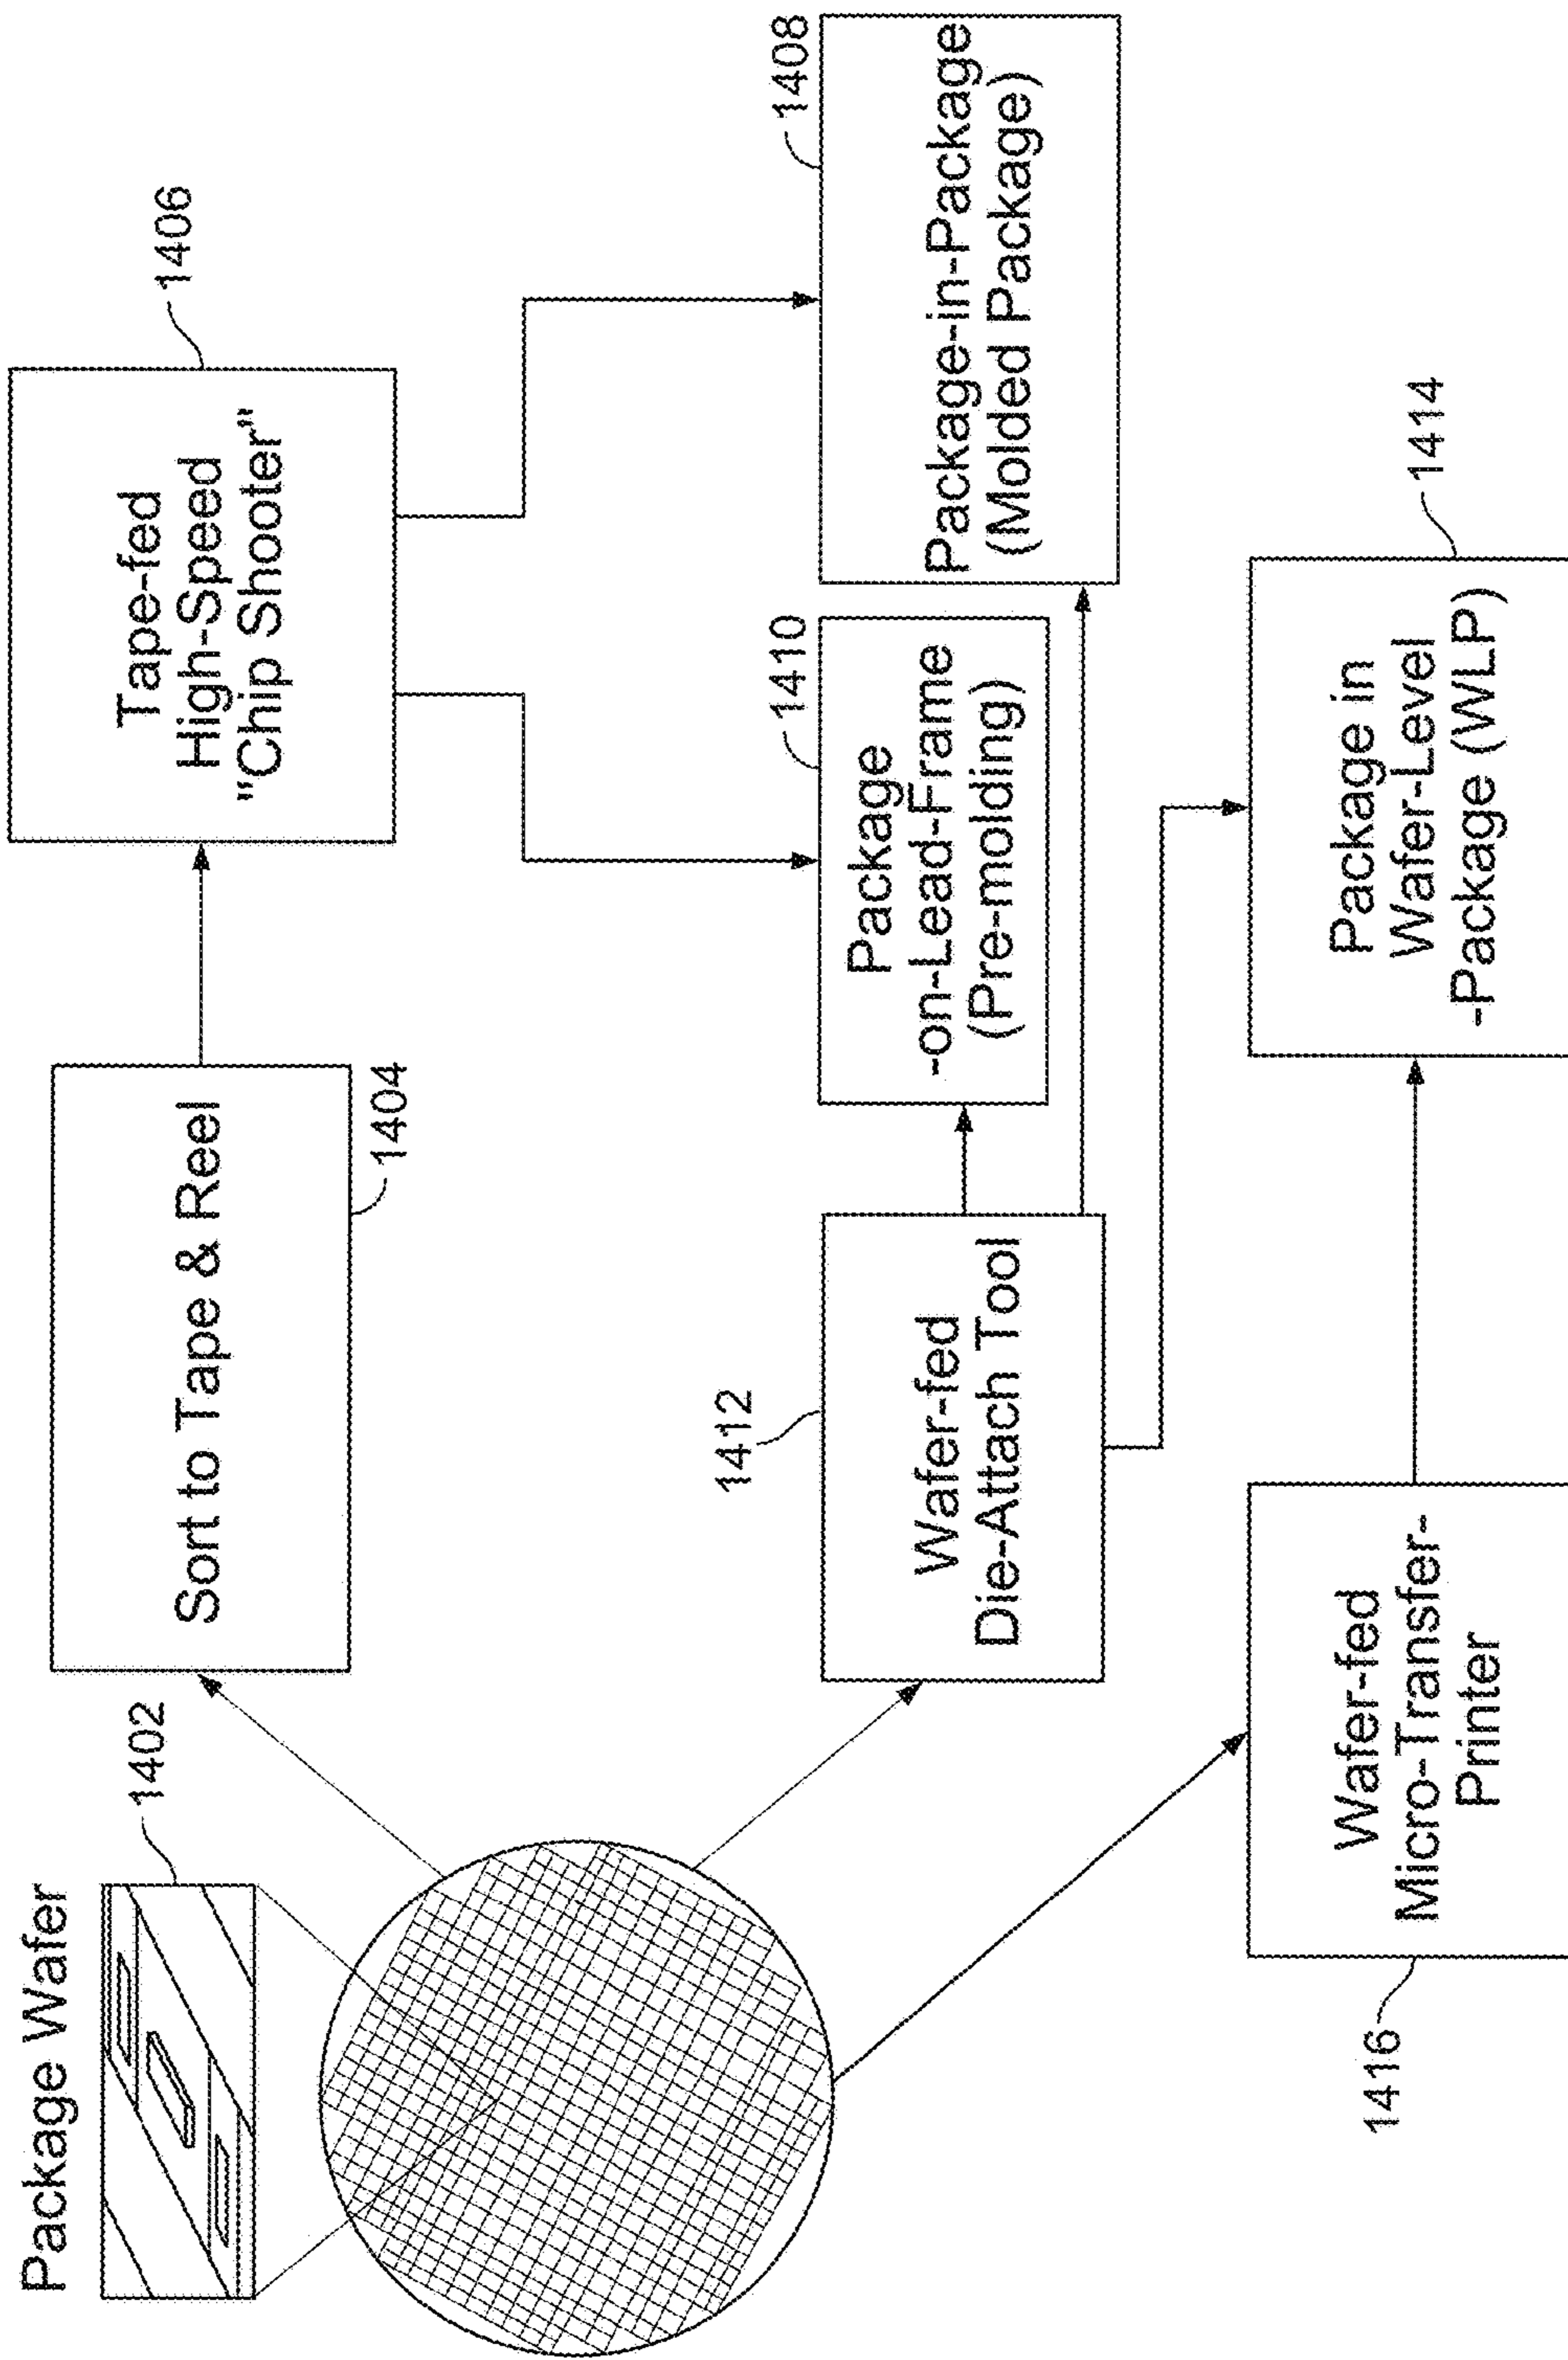 Package Wafer
1402
Sort to Tape & Reel
1404
Tape-fed
High-Speed
"Chip Shooter"
1406
1412
Wafer-fed
Die-Attach Tool
Package
-on-Lead-Frame
(Pre-molding)
1410
Package-in-Package
(Molded Package)
1408
1416
Wafer-fed
Micro-Transfer-
Printer
Package in
Wafer-Level
-Package (WLP)
1414